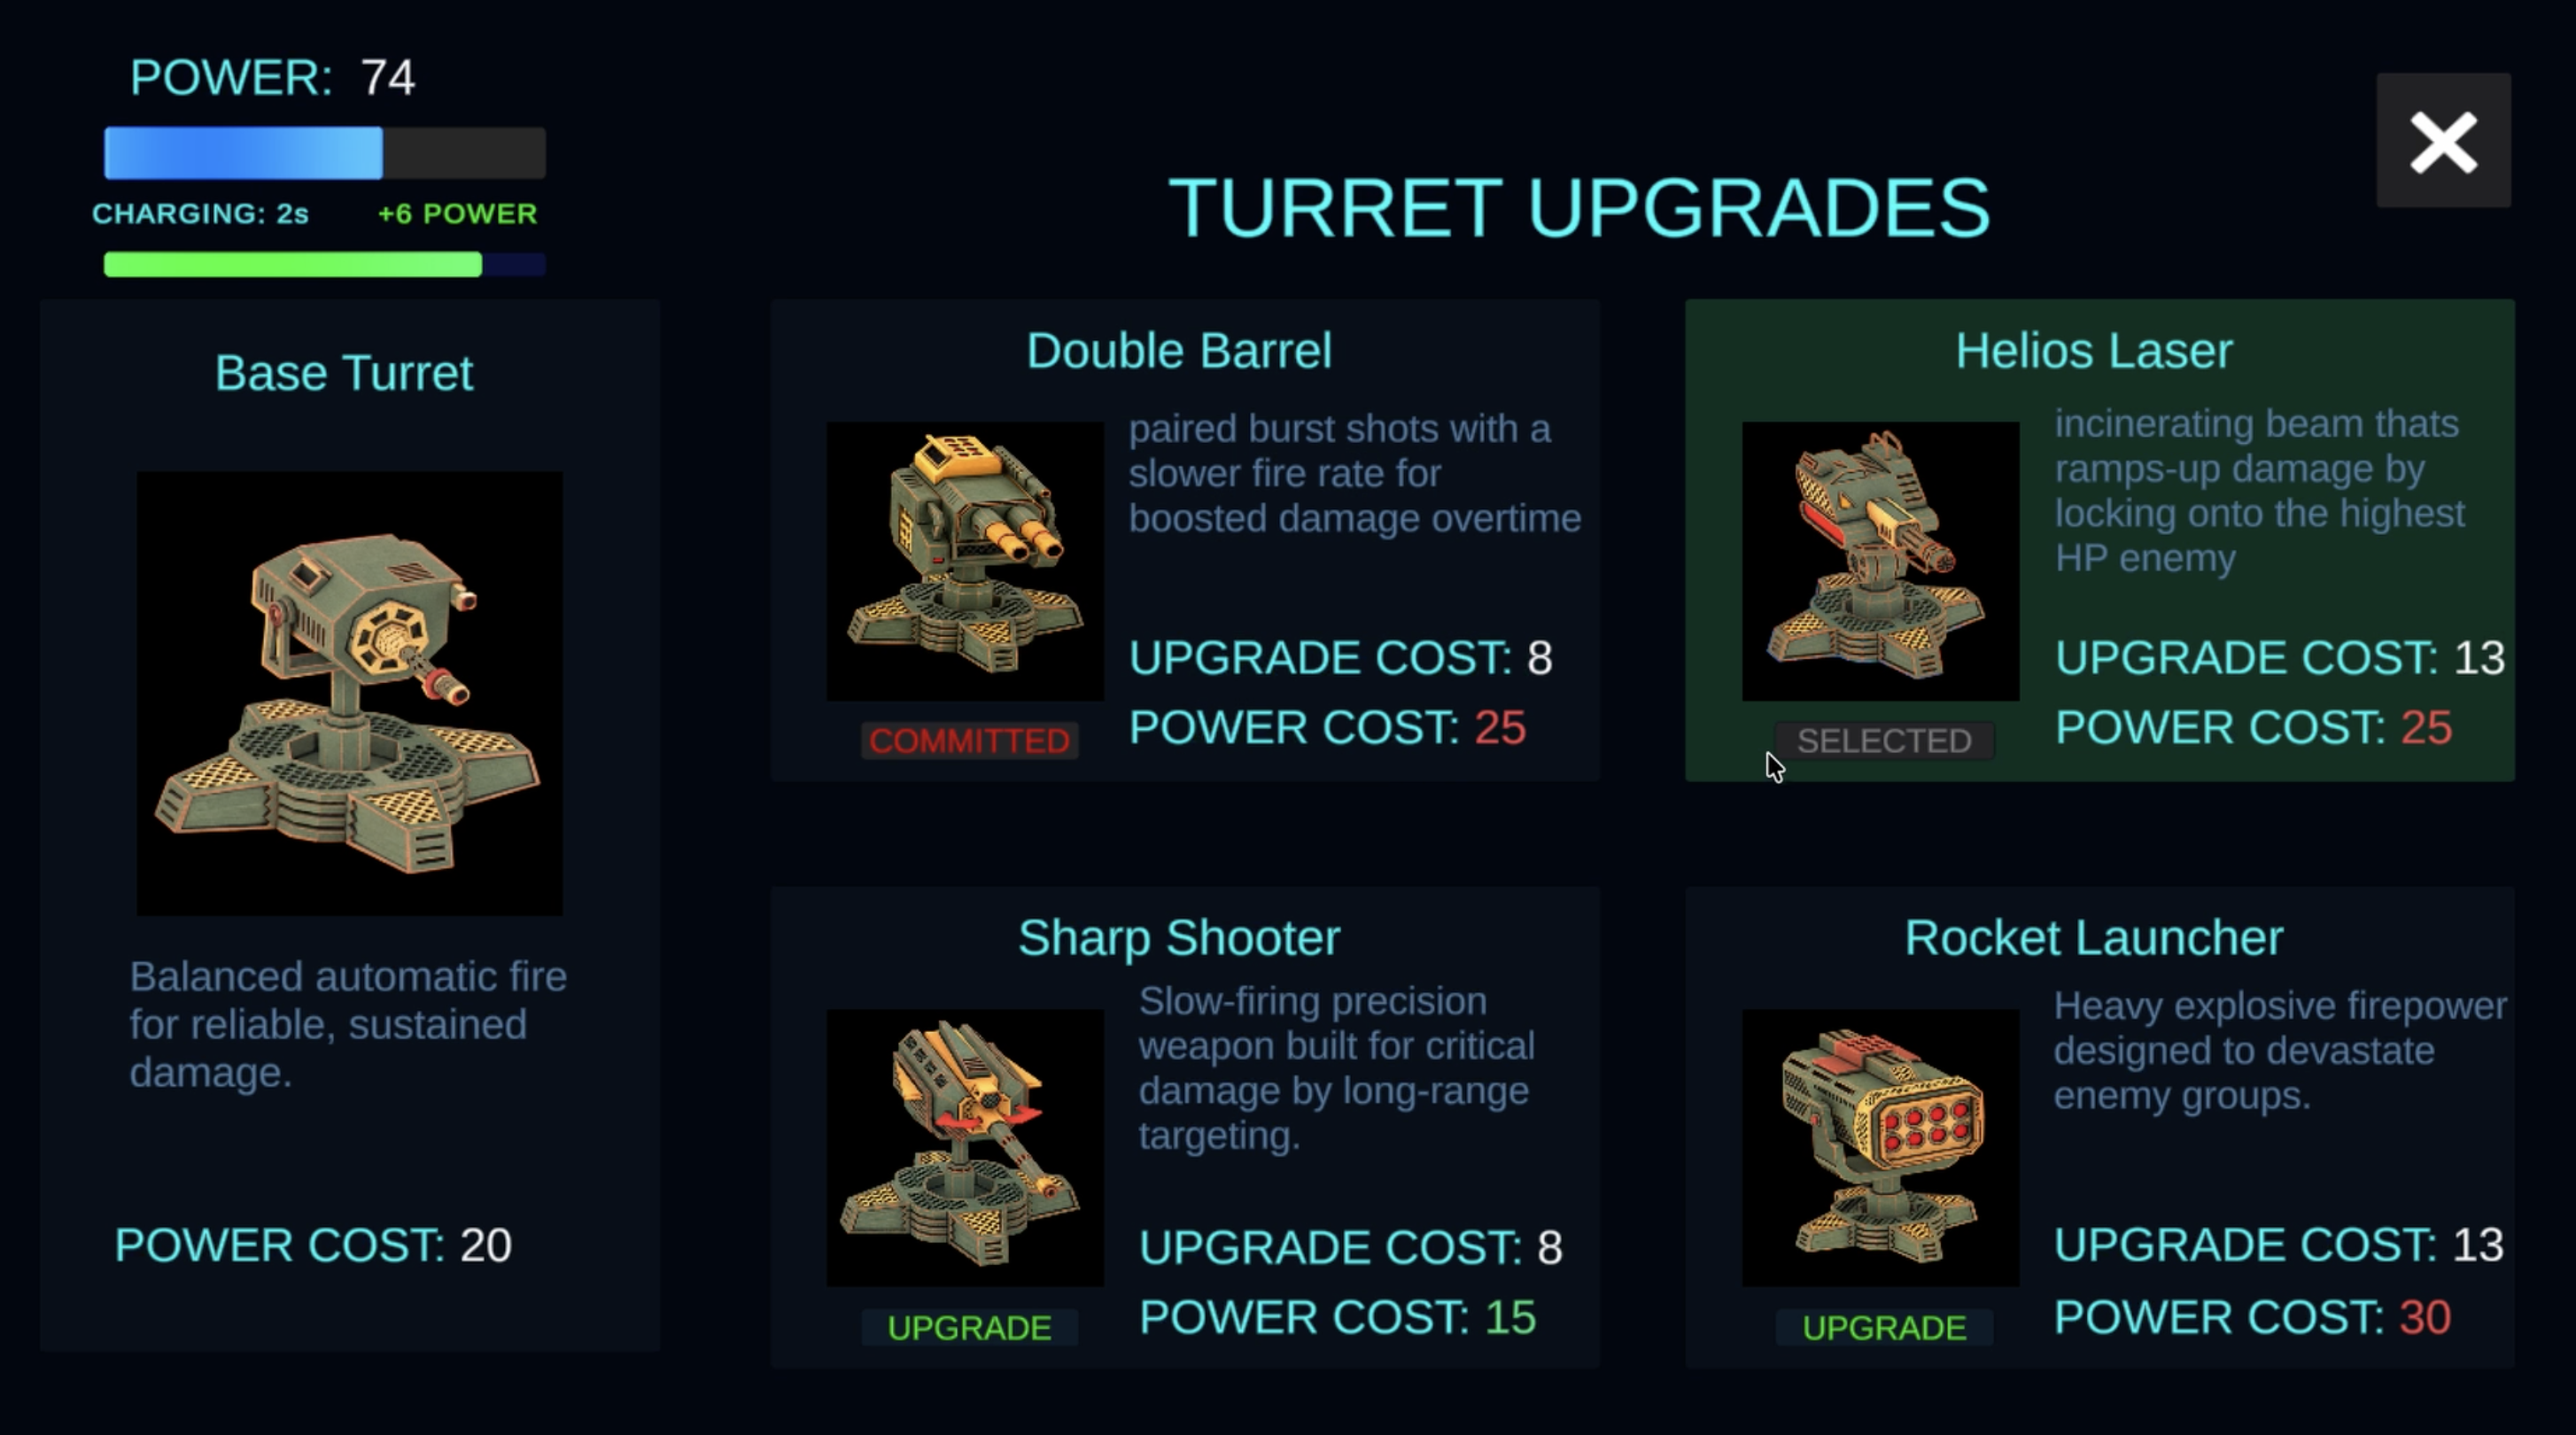 POWER: 74
CHARGING: 2s +6 POWER
TURRET UPGRADES
Base Turret
Balanced automatic fire
for reliable, sustained
damage.
POWER COST: 20
Double Barrel
paired burst shots with a
slower fire rate for
boosted damage overtime
UPGRADE COST: 8
POWER COST: 25
COMMITTED
Helios Laser
incinerating beam thats
ramps-up damage by
locking onto the highest
HP enemy
UPGRADE COST: 13
POWER COST: 25
SELECTED
Sharp Shooter
Slow-firing precision
weapon built for critical
damage by long-range
targeting.
UPGRADE COST: 8
POWER COST: 15
UPGRADE
Rocket Launcher
Heavy explosive firepower
designed to devastate
enemy groups.
UPGRADE COST: 13
POWER COST: 30
UPGRADE